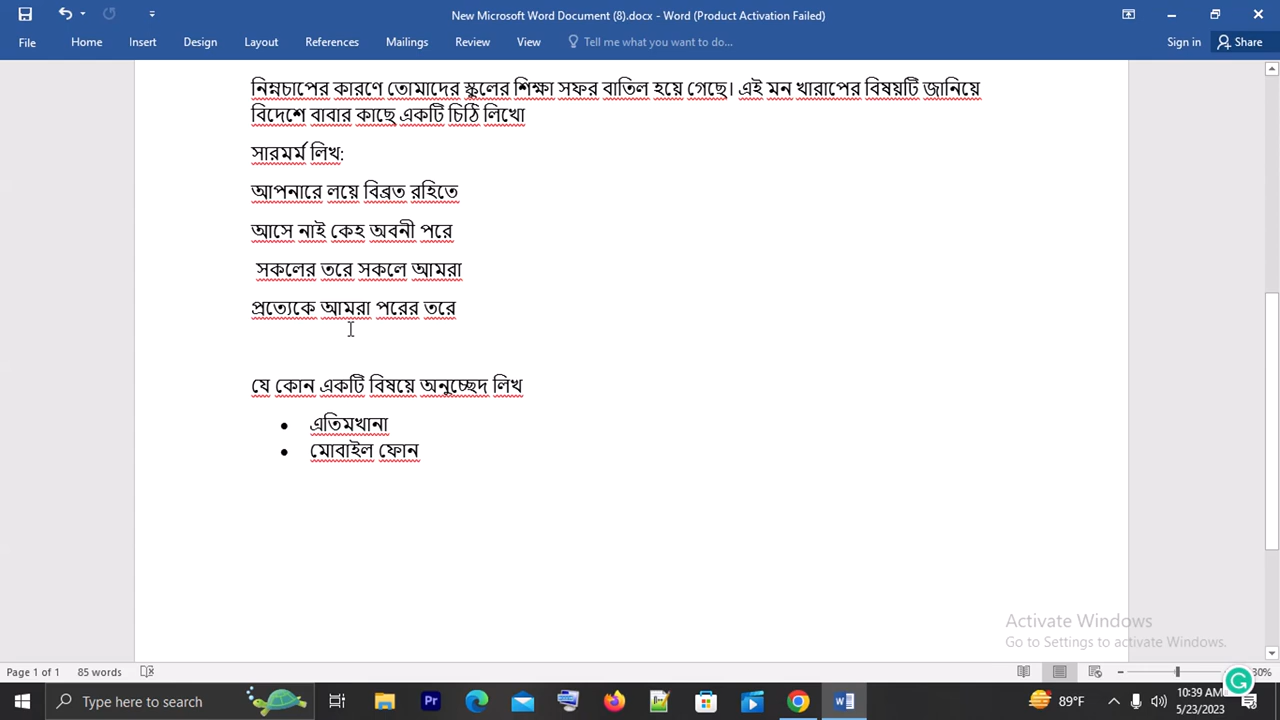 New Microsoft Word Document (8).docx - Word (Product Activation Failed)
File Home Insert Design Layout References Mailings Review View Tell me what you want to do... Sign in Share
নিম্নচাপের কারণে তোমাদের স্কুলের শিক্ষা সফর বাতিল হয়ে গেছে। এই মন খারাপের বিষয়টি জানিয়ে
বিদেশে বাবার কাছে একটি চিঠি লিখো
সারমর্ম লিখ:
আপনারে লয়ে বিব্রত রহিতে
আসে নাই কেহ অবনী পরে
সকলের তরে সকলে আমরা
প্রত্যেকে আমরা পরের তরে
যে কোন একটি বিষয়ে অনুচ্ছেদ লিখ
• এতিমখানা
• মোবাইল ফোন
Activate Windows
Go to Settings to activate Windows.
Page 1 of 1 85 words
Type here to search
Pr
89°F
10:39 AM
5/23/2023